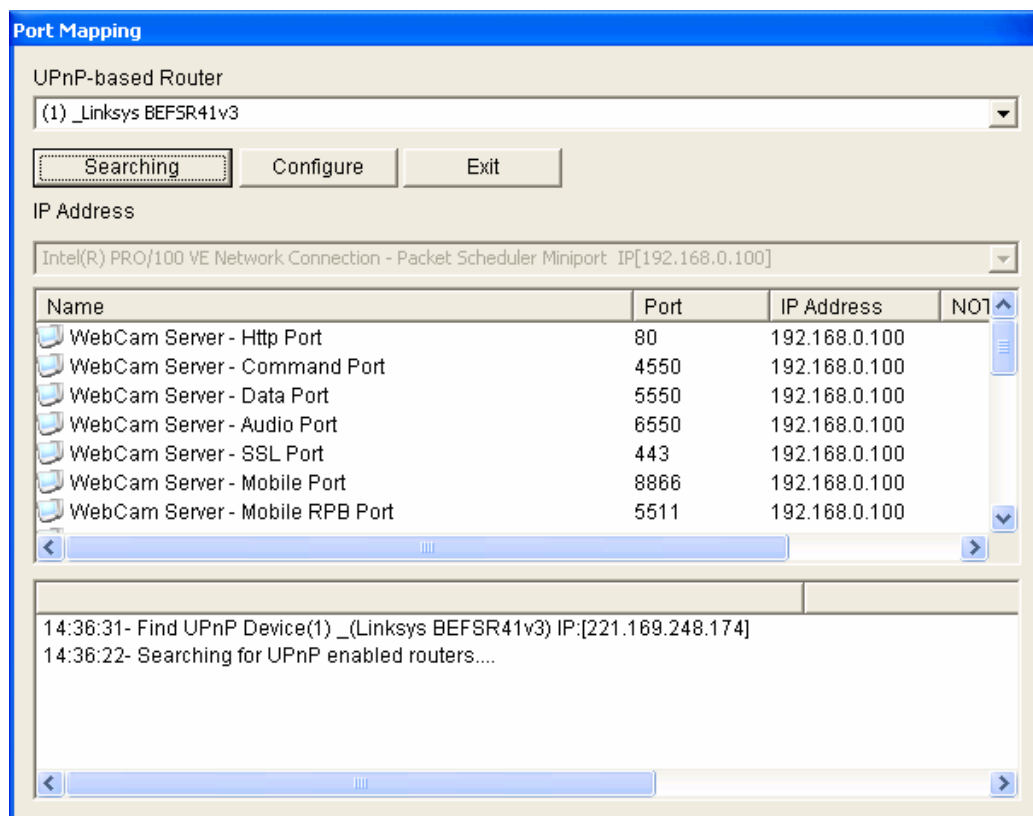 Port Mapping
UPnP-based Router
(1) _Linksys BEFSR41v3
Searching Configure Exit
IP Address
Intel(R) PRO/100 VE Network Connection - Packet Scheduler Miniport IP[192.168.0.100]
Name Port IP Address NOT
WebCam Server - Http Port 80 192.168.0.100
WebCam Server - Command Port 4550 192.168.0.100
WebCam Server - Data Port 5550 192.168.0.100
WebCam Server - Audio Port 6550 192.168.0.100
WebCam Server - SSL Port 443 192.168.0.100
WebCam Server - Mobile Port 8866 192.168.0.100
WebCam Server - Mobile RPB Port 5511 192.168.0.100
14:36:31- Find UPnP Device(1) _(Linksys BEFSR41v3) IP:[221.169.248.174]
14:36:22- Searching for UPnP enabled routers....